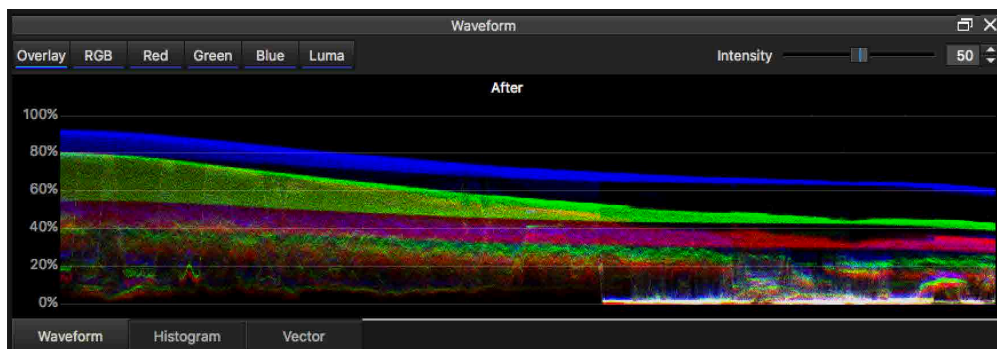 Waveform
Overlay RGB Red Green Blue Luma Intensity 50
After
100%
80%
60%
40%
20%
0%
Waveform Histogram Vector